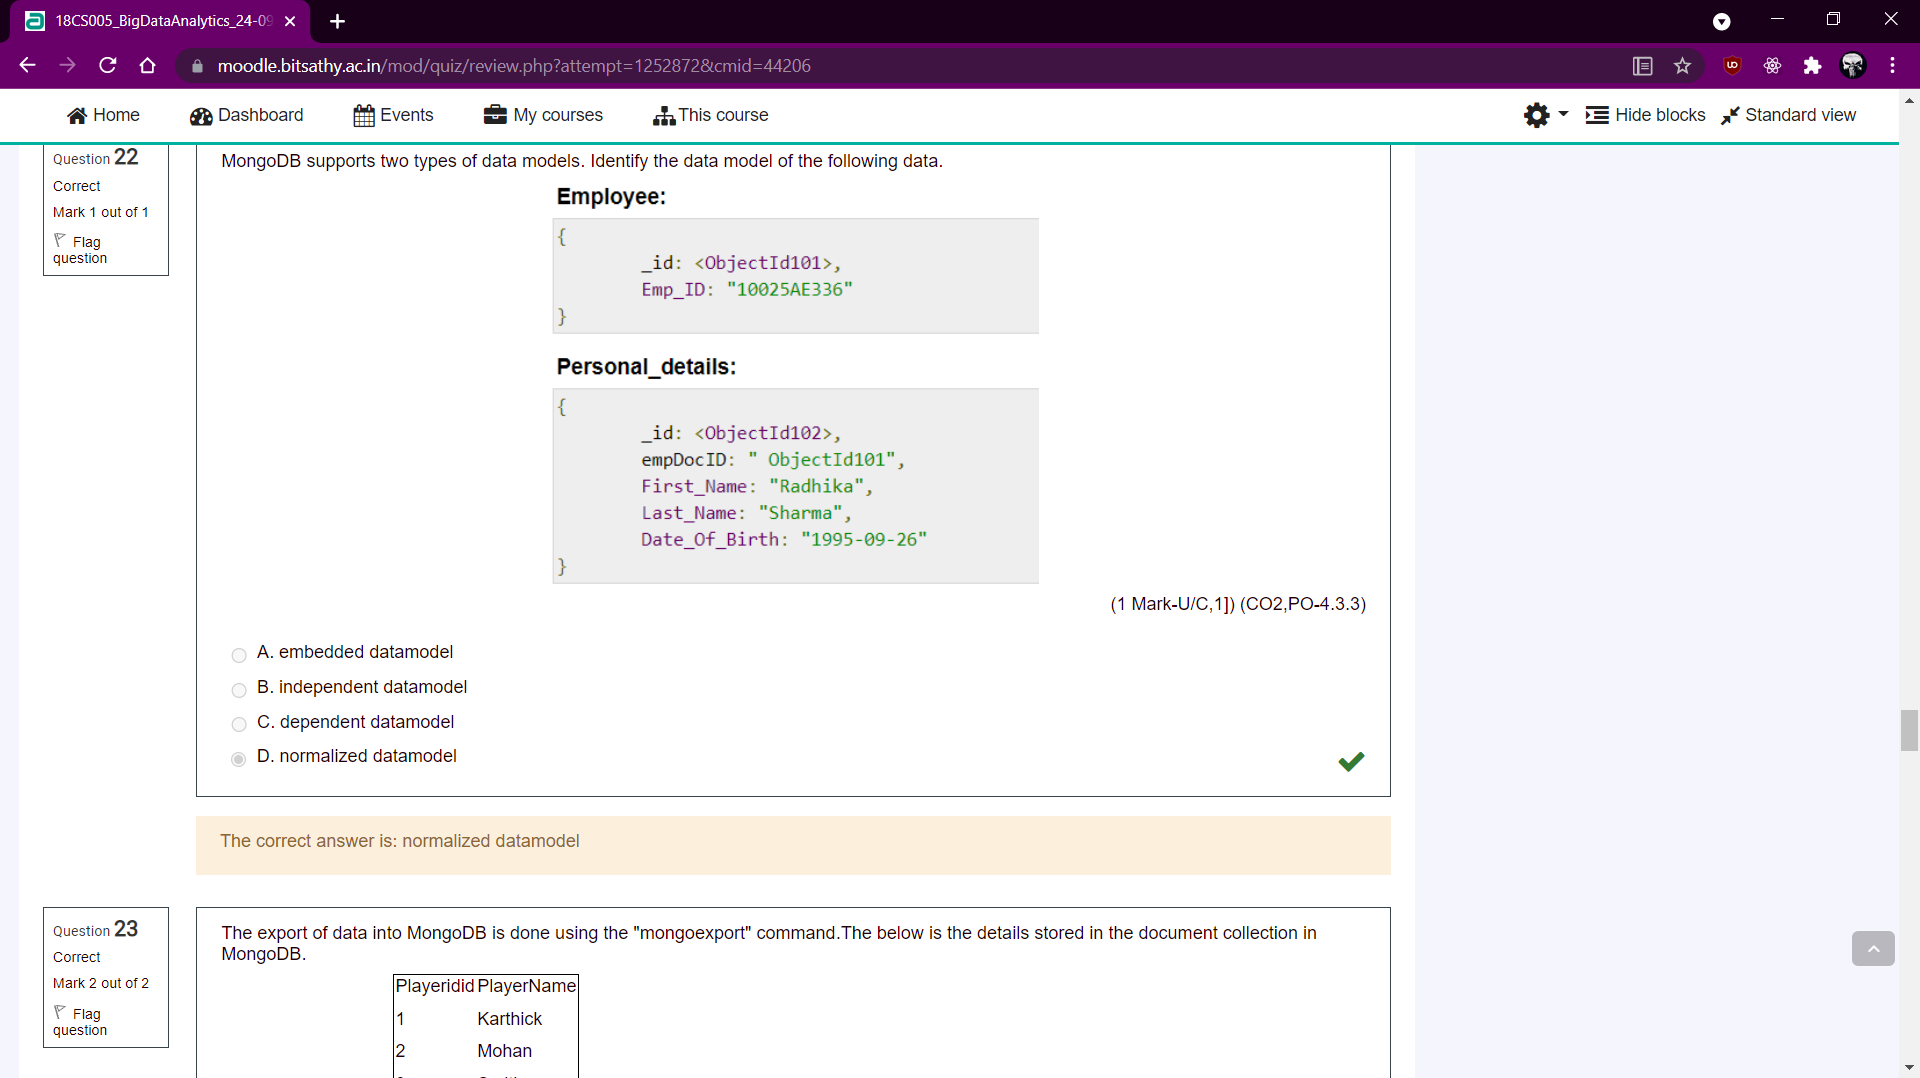 18CS005_BigDataAnalytics_24-09
moodle.bitsathy.ac.in/mod/quiz/review.php?attempt=1252872&cmid=44206
Home Dashboard Events My courses This course Hide blocks Standard view
Question 22
Correct
Mark 1 out of 1
Flag question
MongoDB supports two types of data models. Identify the data model of the following data.
Employee:
{
_id: <ObjectId101>,
Emp_ID: "10025AE336"
}
Personal_details:
{
_id: <ObjectId102>,
empDocID: " ObjectId101",
First_Name: "Radhika",
Last_Name: "Sharma",
Date_Of_Birth: "1995-09-26"
}
(1 Mark-U/C,1]) (CO2,PO-4.3.3)
A. embedded datamodel
B. independent datamodel
C. dependent datamodel
D. normalized datamodel
The correct answer is: normalized datamodel
Question 23
Correct
Mark 2 out of 2
Flag question
The export of data into MongoDB is done using the "mongoexport" command.The below is the details stored in the document collection in
MongoDB.
Playeridid PlayerName
1 Karthick
2 Mohan